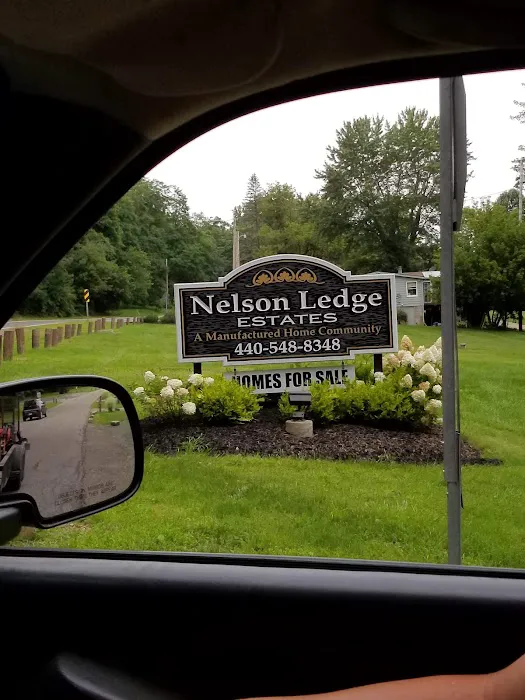 Nelson Ledge
ESTATES
A Manufactured Home Community
440-548-8348
HOMES FOR SALE